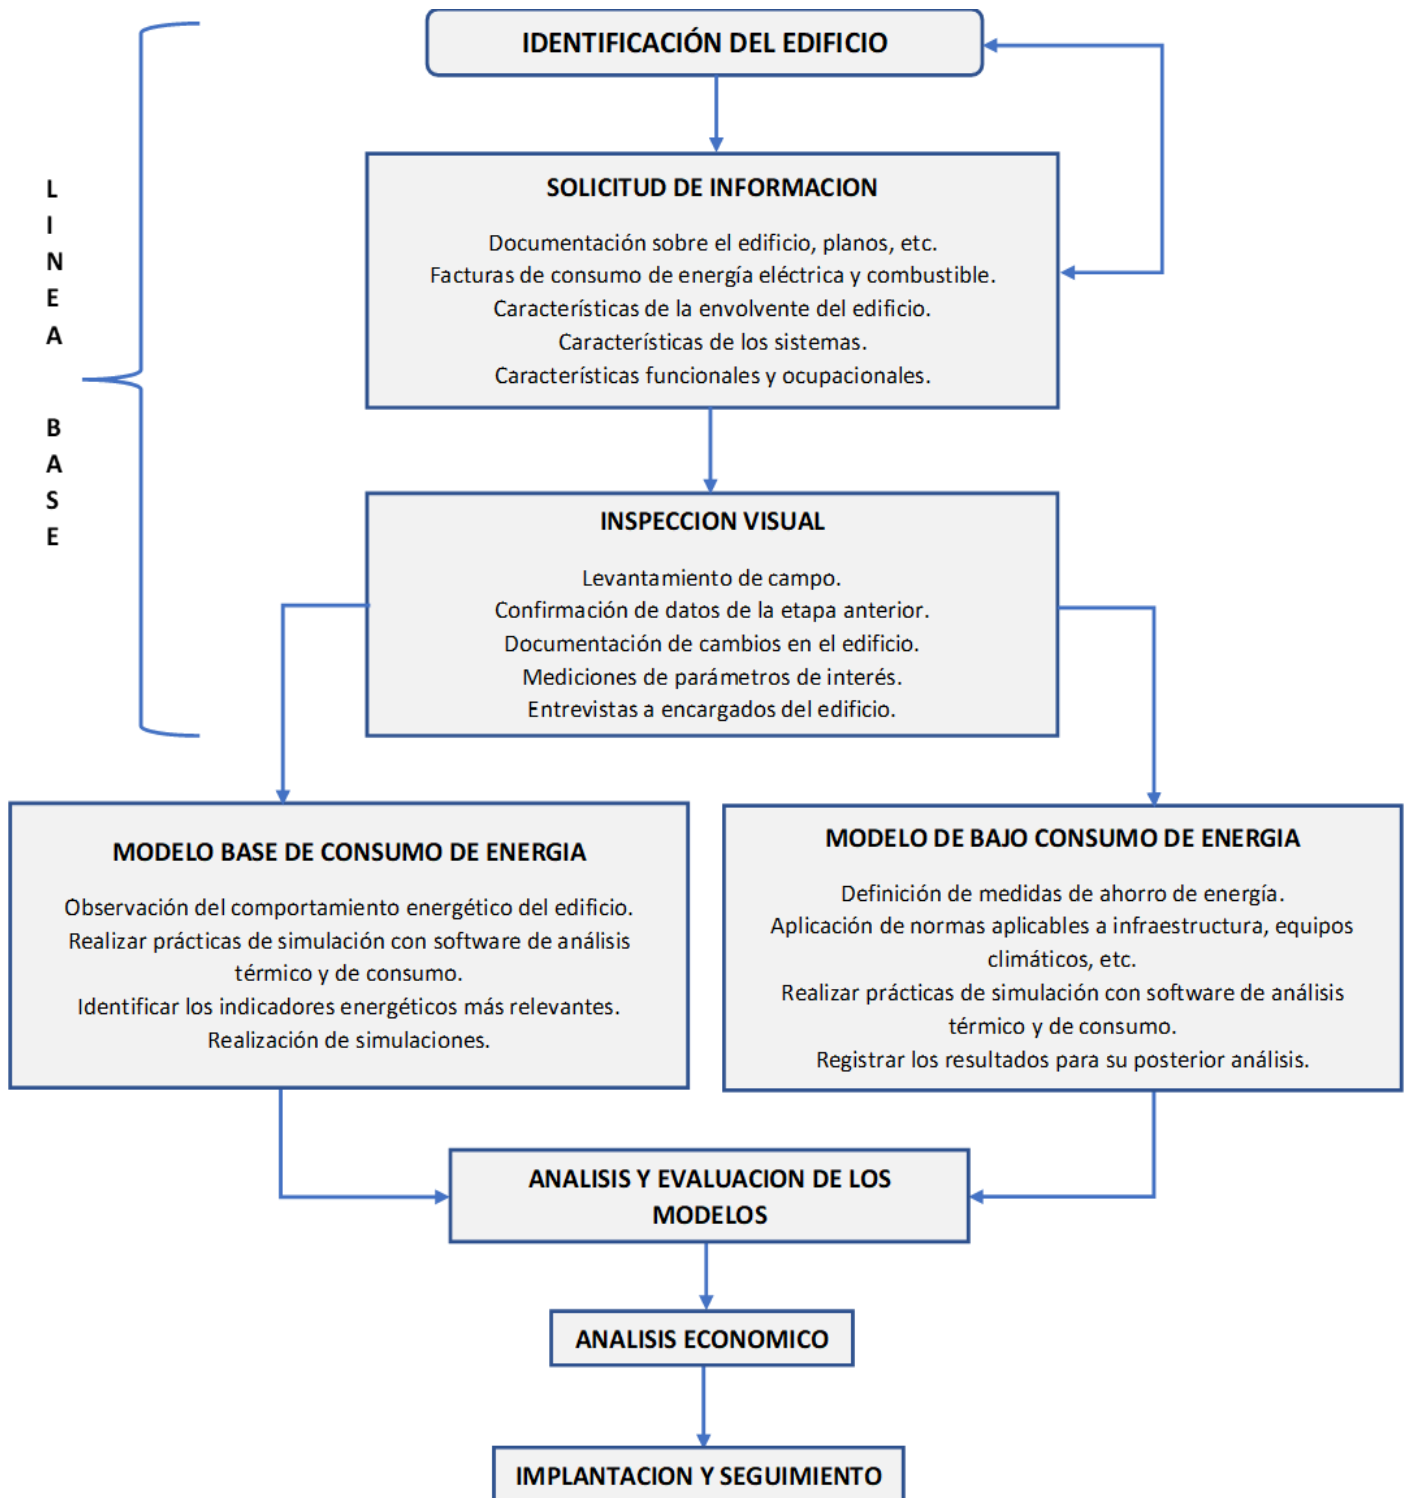 IDENTIFICACIÓN DEL EDIFICIO
L
I
N
E
A
B
A
S
E
SOLICITUD DE INFORMACION
Documentación sobre el edificio, planos, etc.
Facturas de consumo de energía eléctrica y combustible.
Características de la envolvente del edificio.
Características de los sistemas.
Características funcionales y ocupacionales.
INSPECCION VISUAL
Levantamiento de campo.
Confirmación de datos de la etapa anterior.
Documentación de cambios en el edificio.
Mediciones de parámetros de interés.
Entrevistas a encargados del edificio.
MODELO BASE DE CONSUMO DE ENERGIA
Observación del comportamiento energético del edificio.
Realizar prácticas de simulación con software de análisis
térmico y de consumo.
Identificar los indicadores energéticos más relevantes.
Realización de simulaciones.
MODELO DE BAJO CONSUMO DE ENERGIA
Definición de medidas de ahorro de energía.
Aplicación de normas aplicables a infraestructura, equipos
climáticos, etc.
Realizar prácticas de simulación con software de análisis
térmico y de consumo.
Registrar los resultados para su posterior análisis.
ANALISIS Y EVALUACION DE LOS
MODELOS
ANALISIS ECONOMICO
IMPLANTACION Y SEGUIMIENTO